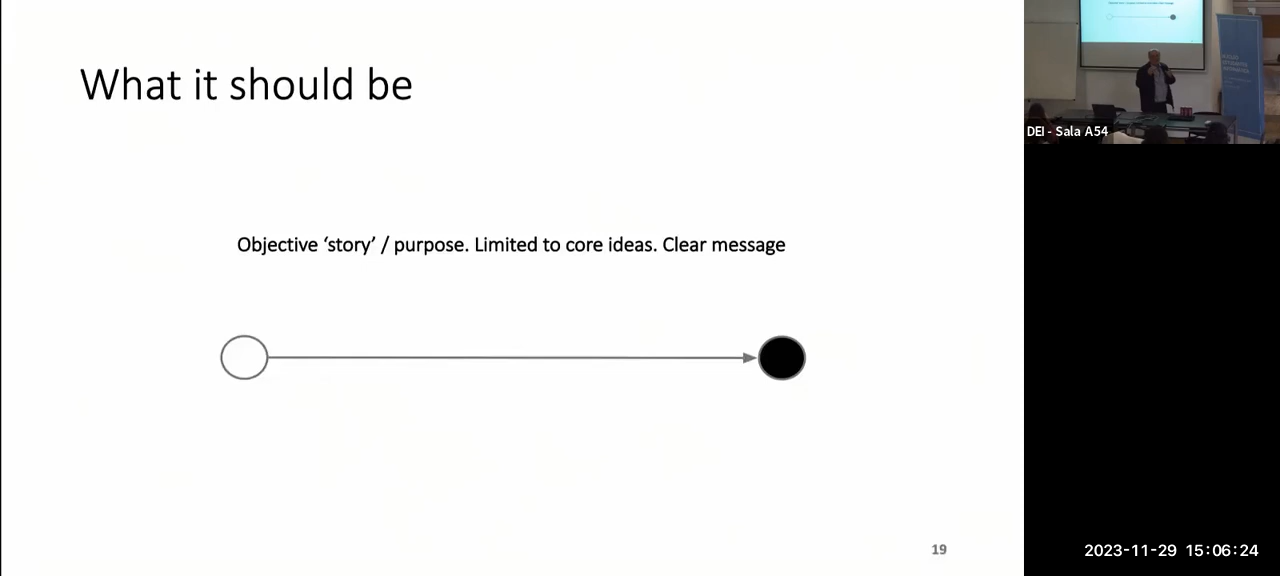 What it should be
Objective ‘story’ / purpose. Limited to core ideas. Clear message
19
DEI - Sala A54
2023-11-29 15:06:24